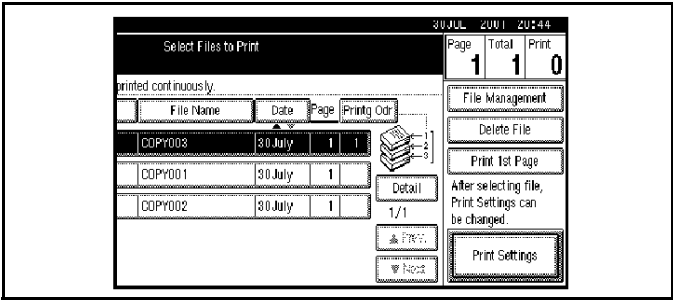 30JUL 2001 20:44
Select Files to Print
Page Total Print
1 1 0
printed continuously.
File Name Date Page Printg Odr
COPY003 30July 1 1
COPY001 30July 1
COPY002 30July 1
1
2
3
Detail
1/1
▲ Prev.
▼ Next
File Management
Delete File
Print 1st Page
After selecting file,
Print Settings can
be changed.
Print Settings